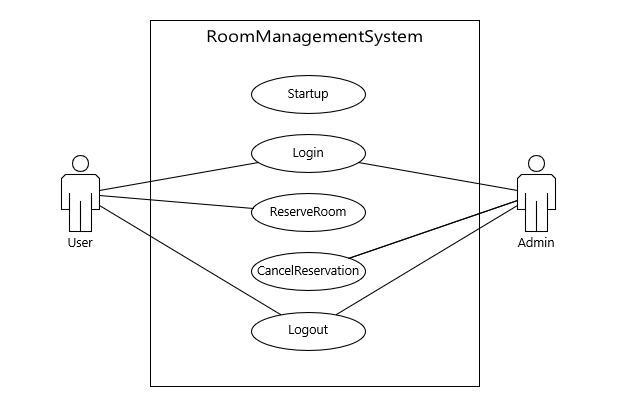 RoomManagementSystem
Startup
Login
ReserveRoom
User
Admin
CancelReservation
Logout